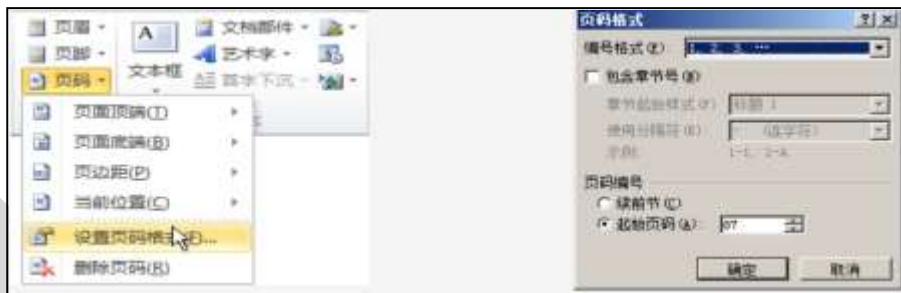 页眉
页脚
页码
A
文本框
文档部件
艺术字
首字下沉
页面顶端(T)
页面底端(B)
页边距(P)
当前位置(C)
设置页码格式(F)...
删除页码(R)
页码格式
编号格式(F) 1, 2, 3, …
包含章节号(N)
章节起始样式(P) 标题 1
使用分隔符(E) - (连字符)
示例: 1-1, 1-A
页码编号
续前节(C)
起始页码(A): 07
确定
取消